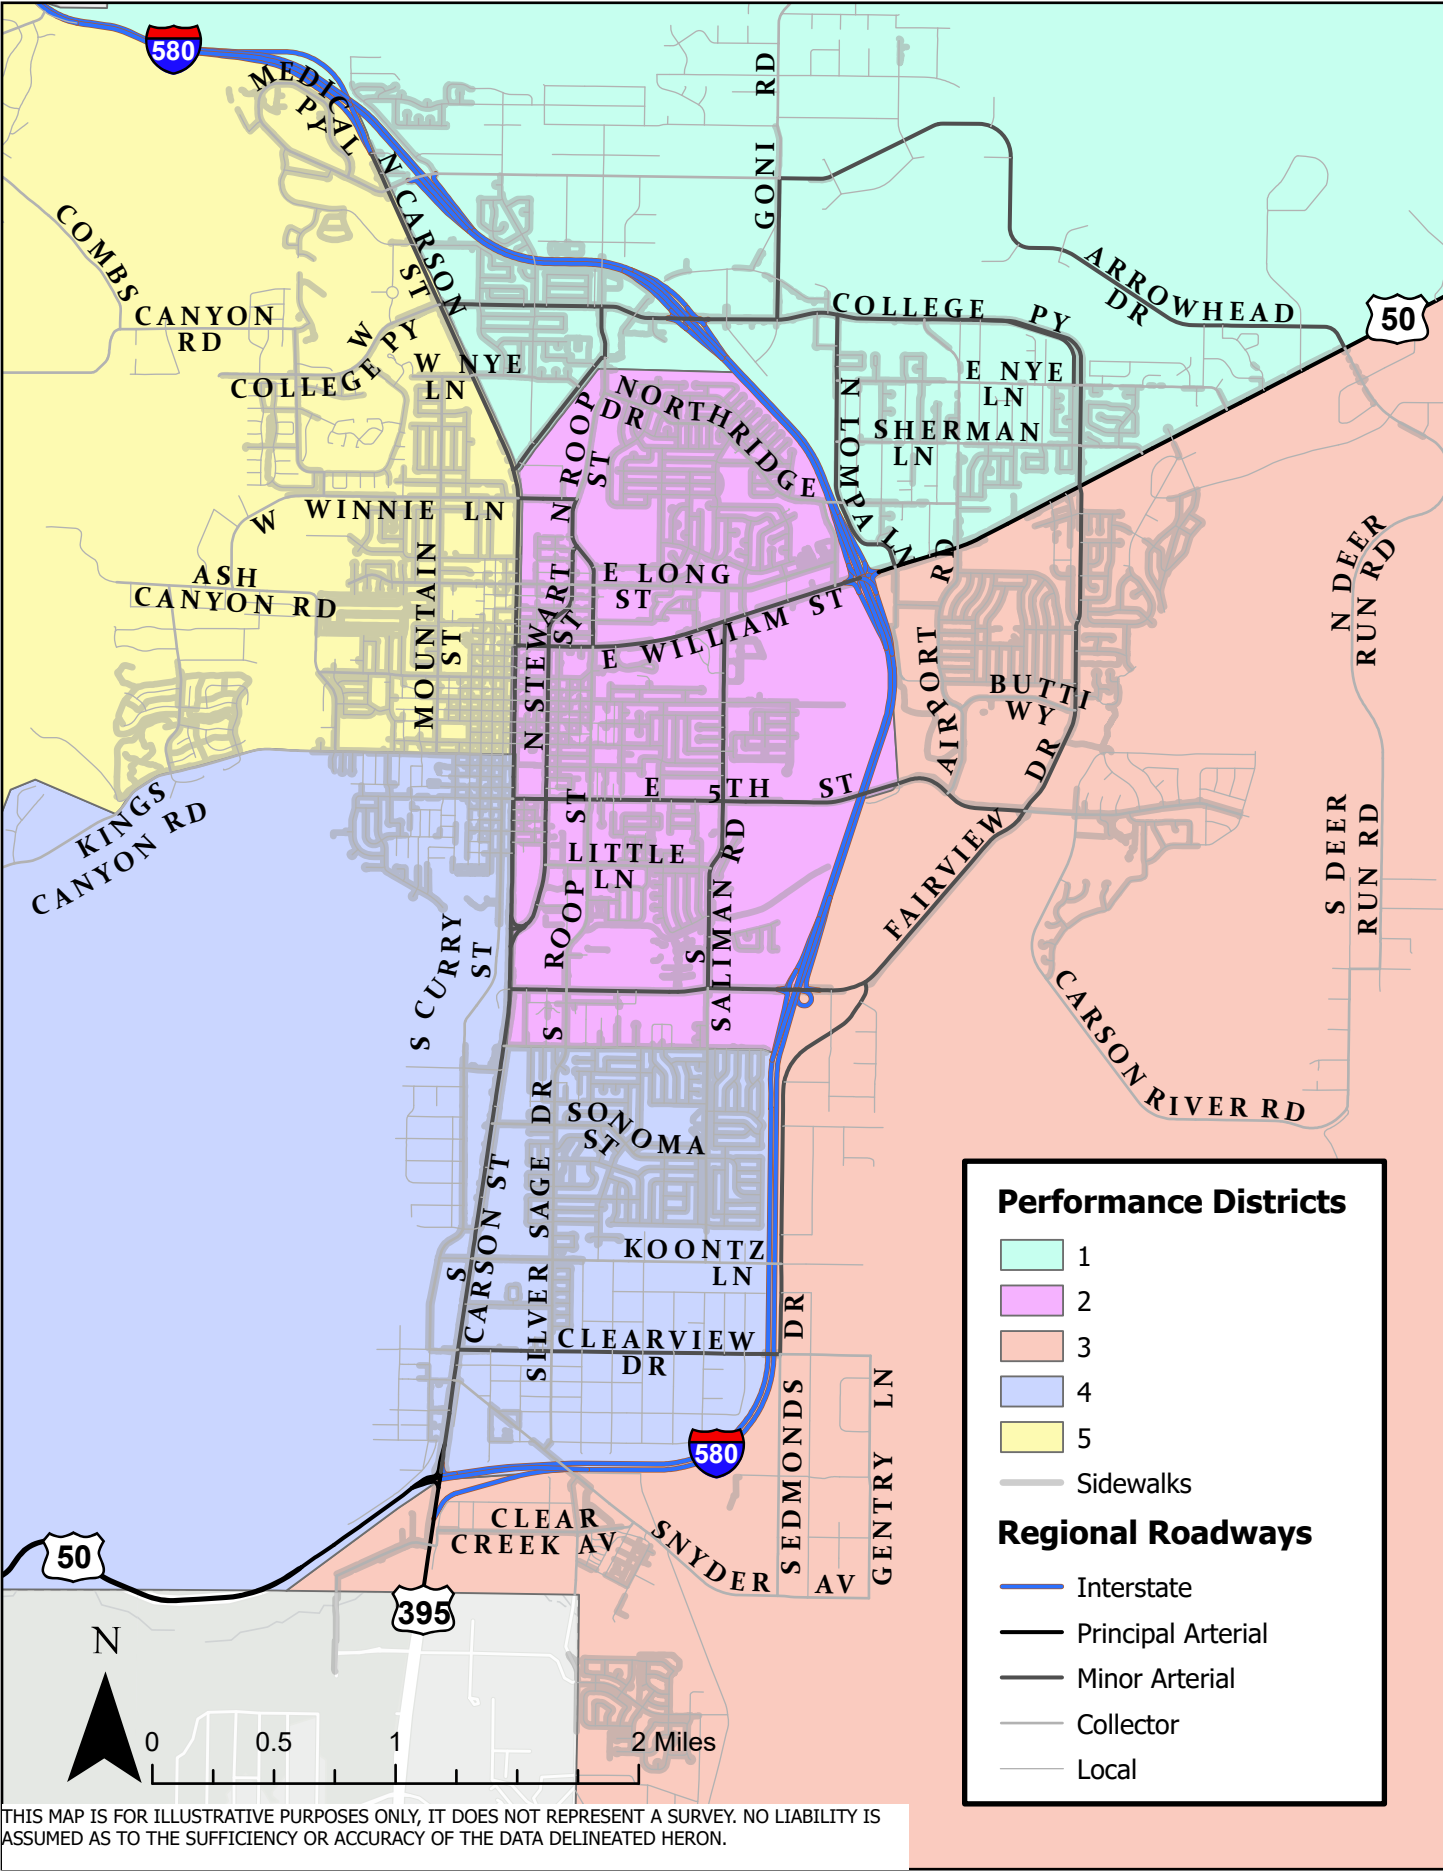 580
MEDICAL
PY
N CARSON
ST
GONI RD
COMBS
CANYON
RD
W
COLLEGE PY
W NYE
LN
COLLEGE PY
ARROWHEAD
DR
50
E NYE
LN
N LOMPA LN
SHERMAN
LN
NORTHRIDGE
DR
N ROOP
ST
W WINNIE LN
ASH
CANYON RD
MOUNTAIN
ST
N STEWART
ST
E LONG
ST
E WILLIAM ST
AIRPORT RD
BUTTI
WY
N DEER
RUN RD
KINGS
CANYON RD
E 5TH ST
FAIRVIEW DR
S DEER
RUN RD
LITTLE
LN
S ROOP ST
S
SALIMAN RD
S CURRY
ST
CARSON RIVER RD
SONOMA
ST
SILVER SAGE DR
S
CARSON ST
KOONTZ
LN
CLEARVIEW
DR
580
SEDMONDS DR
GENTRY LN
CLEAR
CREEK AV
SNYDER AV
50
395
Performance Districts
1
2
3
4
5
Sidewalks
Regional Roadways
Interstate
Principal Arterial
Minor Arterial
Collector
Local
N
0 0.5 1 2 Miles
THIS MAP IS FOR ILLUSTRATIVE PURPOSES ONLY, IT DOES NOT REPRESENT A SURVEY. NO LIABILITY IS
ASSUMED AS TO THE SUFFICIENCY OR ACCURACY OF THE DATA DELINEATED HERON.